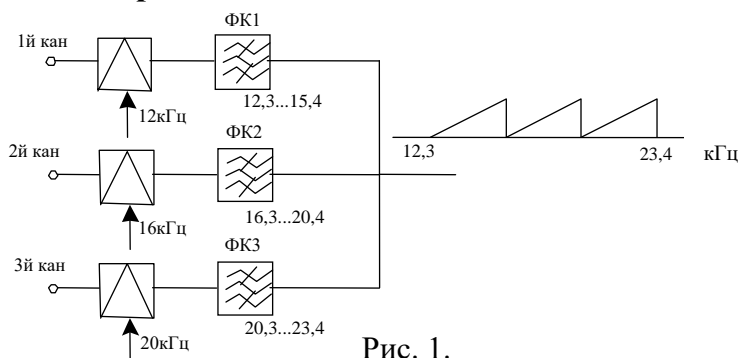 ФК1
1й кан
12,3...15,4
12кГц
12,3
23,4
кГц
ФК2
2й кан
16,3...20,4
16кГц
ФК3
3й кан
20,3...23,4
20кГц
Рис. 1.